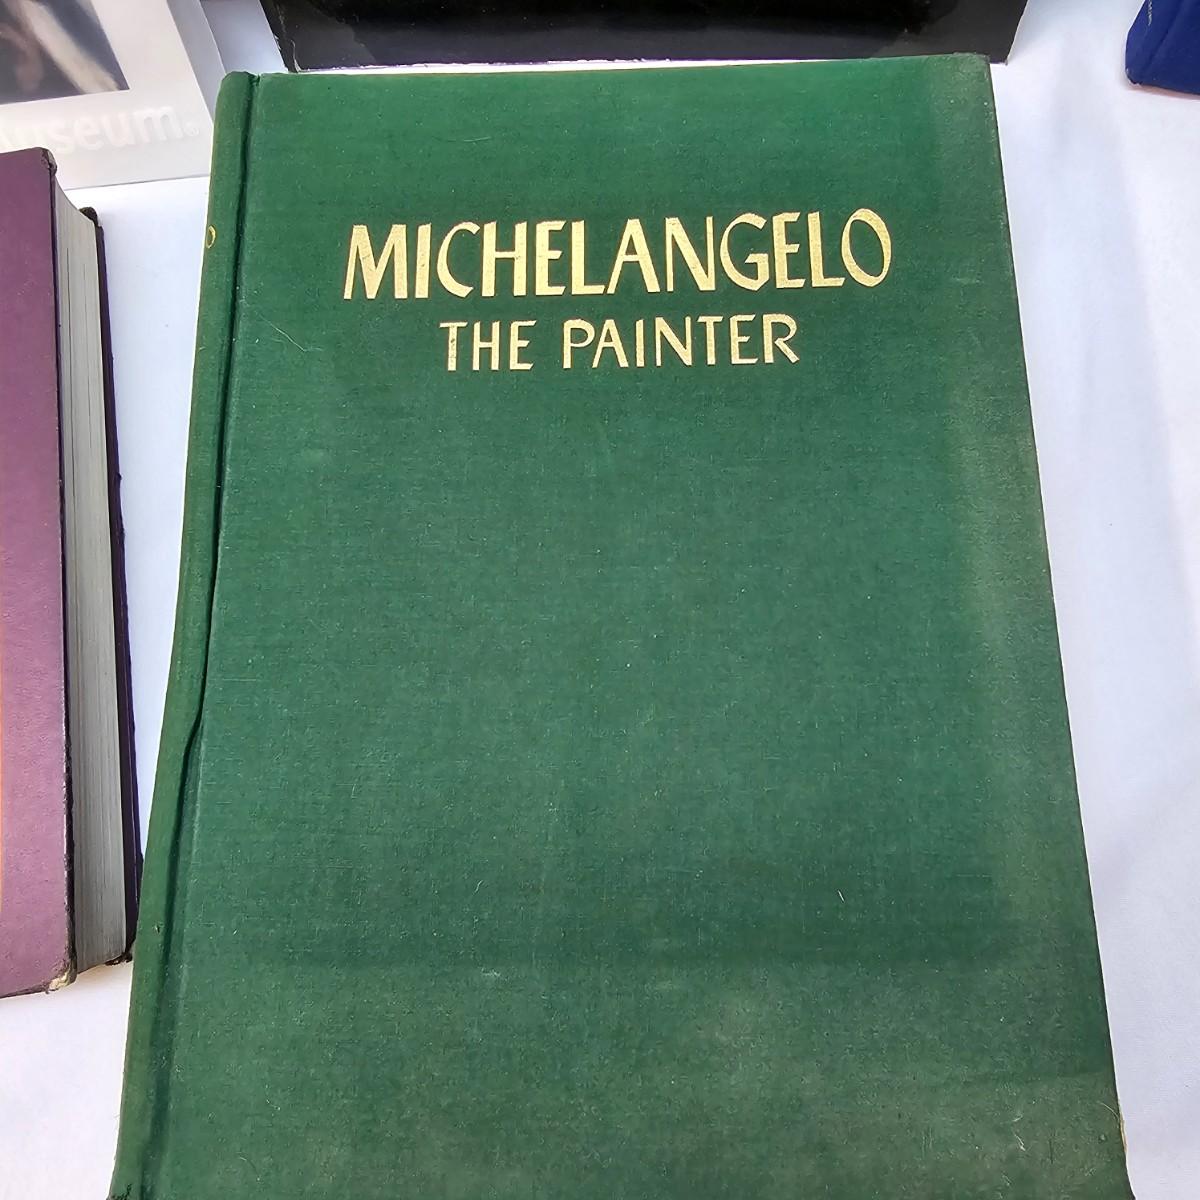 useum®
MICHELANGELO
THE PAINTER
O